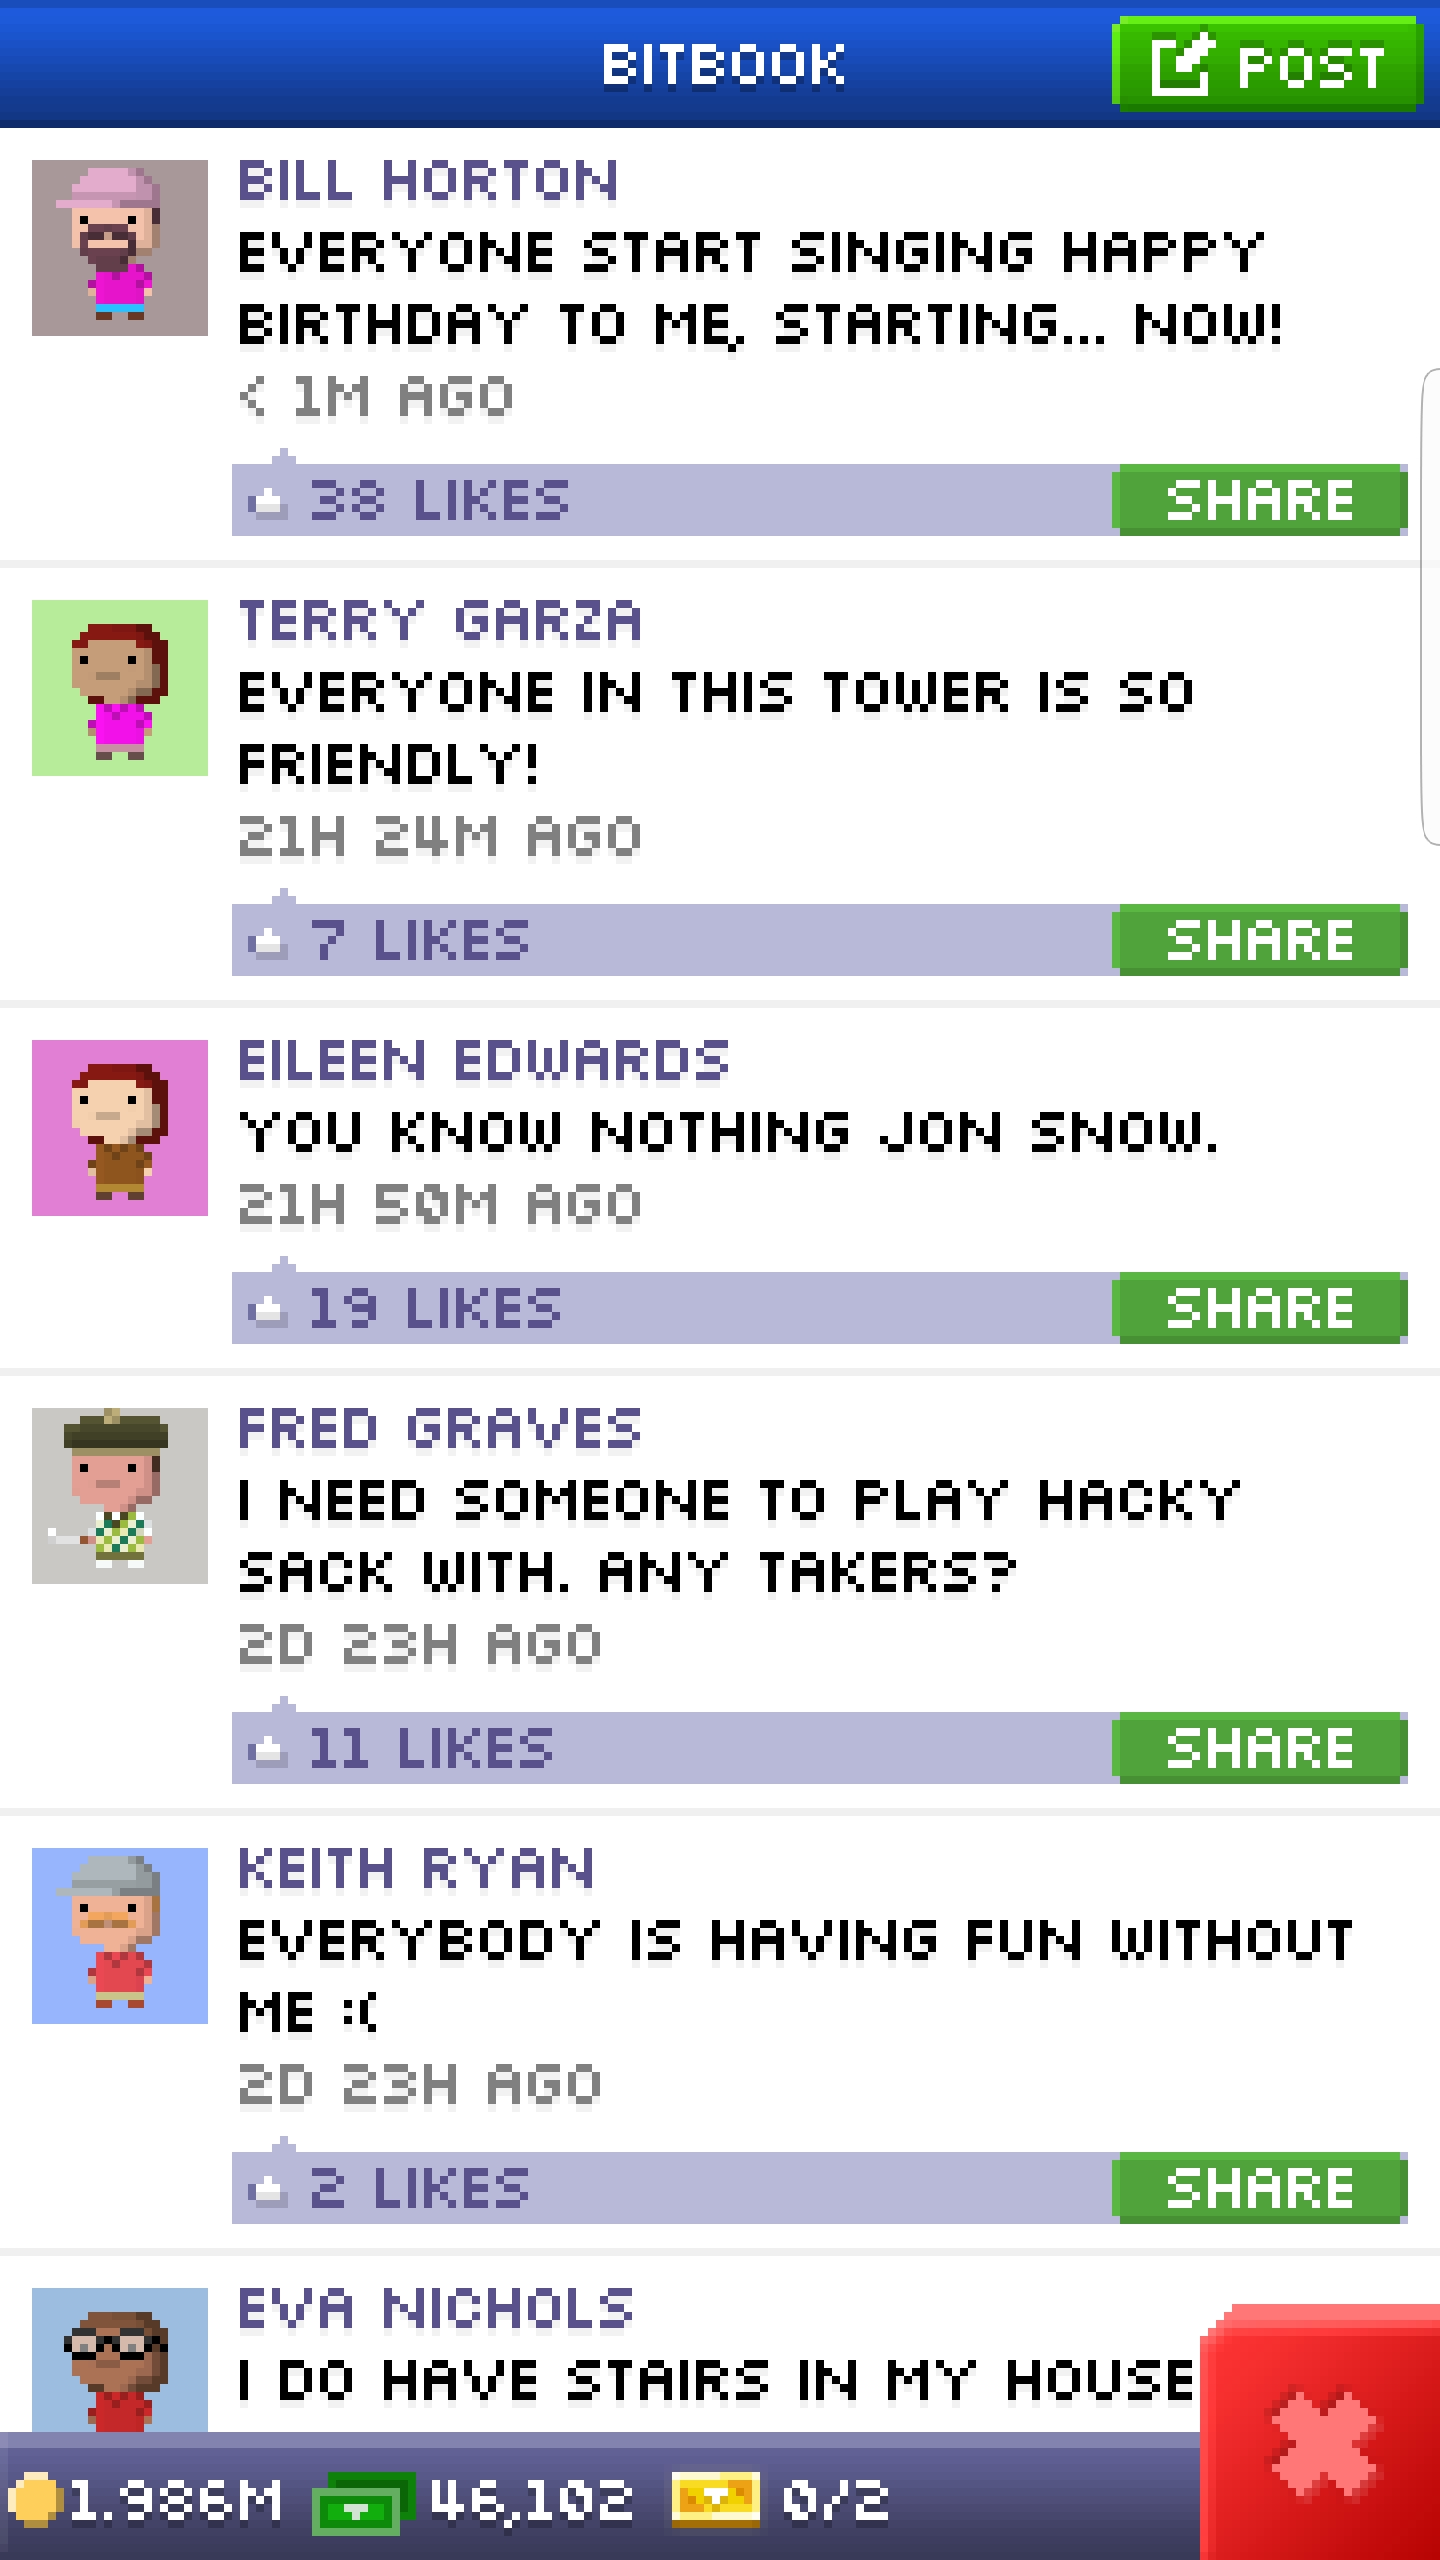 BITBOOK
POST
BILL HORTON
EVERYONE START SINGING HAPPY
BIRTHDAY TO ME, STARTING... NOW!
< 1M AGO
38 LIKES
SHARE
TERRY GARZA
EVERYONE IN THIS TOWER IS SO
FRIENDLY!
21H 24M AGO
7 LIKES
SHARE
EILEEN EDWARDS
YOU KNOW NOTHING JON SNOW.
21H 50M AGO
19 LIKES
SHARE
FRED GRAVES
I NEED SOMEONE TO PLAY HACKY
SACK WITH. ANY TAKERS?
2D 23H AGO
11 LIKES
SHARE
KEITH RYAN
EVERYBODY IS HAVING FUN WITHOUT
ME :(
2D 23H AGO
2 LIKES
SHARE
EVA NICHOLS
I DO HAVE STAIRS IN MY HOUSE
1.986M
46,102
0/2